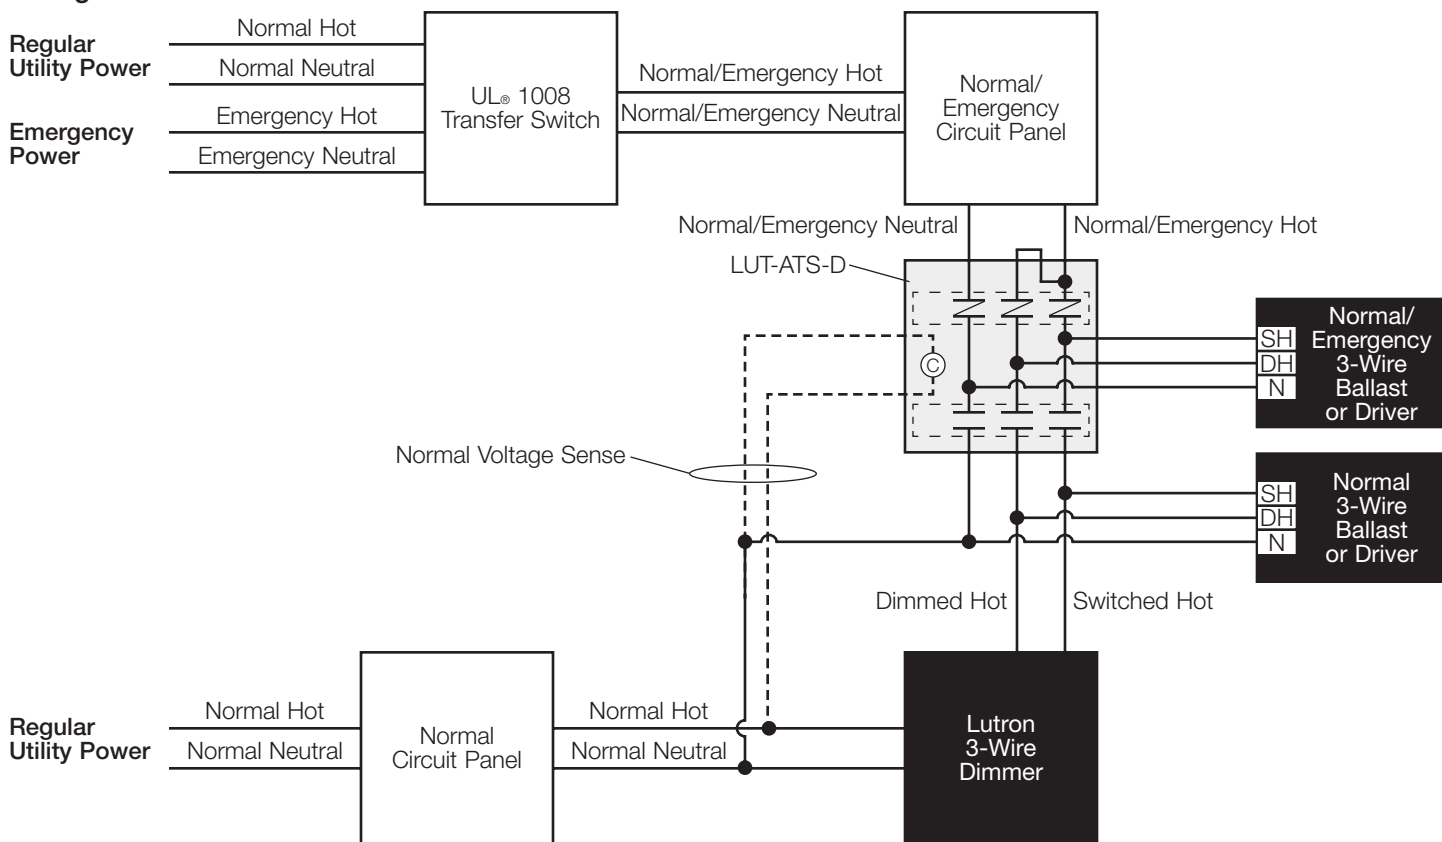 Regular
Utility Power
Normal Hot
Normal Neutral
Emergency
Power
Emergency Hot
Emergency Neutral
UL® 1008
Transfer Switch
Normal/Emergency Hot
Normal/Emergency Neutral
Normal/
Emergency
Circuit Panel
Normal/Emergency Neutral
Normal/Emergency Hot
LUT-ATS-D
C
SH
DH
N
Normal/
Emergency
3-Wire
Ballast
or Driver
Normal Voltage Sense
SH
DH
N
Normal
3-Wire
Ballast
or Driver
Dimmed Hot
Switched Hot
Regular
Utility Power
Normal Hot
Normal Neutral
Normal
Circuit Panel
Normal Hot
Normal Neutral
Lutron
3-Wire
Dimmer